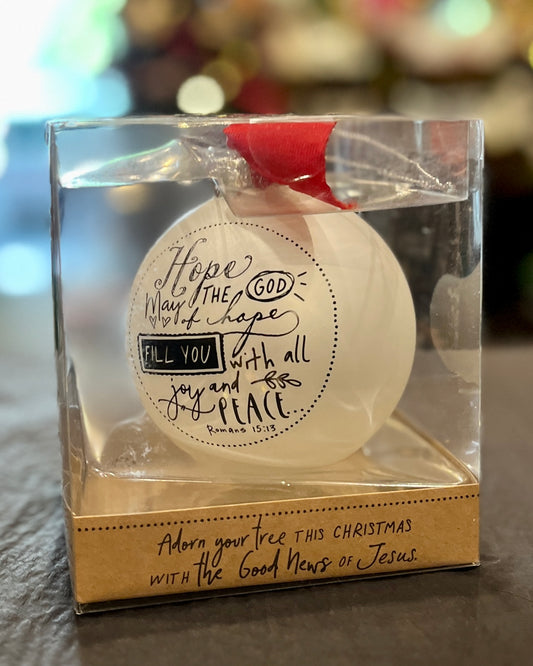 Hope
May THE GOD
of hope
FILL YOU with all
joy and
PEACE
Romans 15:13
Adorn your tree THIS CHRISTMAS
WITH the Good News OF Jesus.